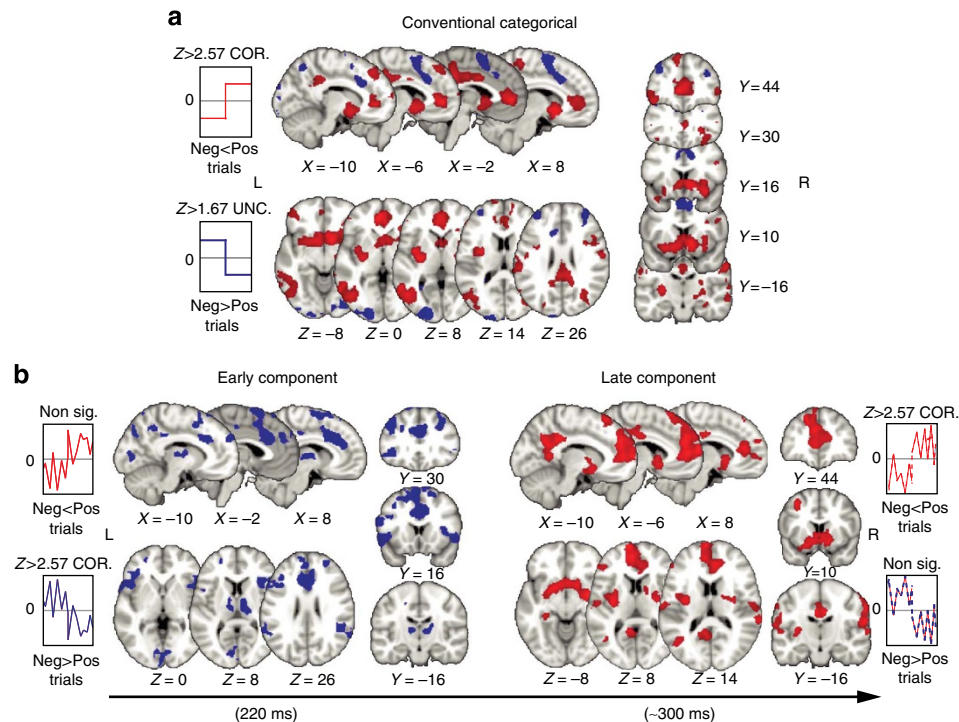 a
Conventional categorical
Z>2.57 COR.
0
Neg<Pos
trials
L
X = −10
X = −6
X = −2
X = 8
Z>1.67 UNC.
0
Neg>Pos
trials
Z = −8
Z = 0
Z = 8
Z = 14
Z = 26
Y = 44
Y = 30
Y = 16
R
Y = 10
Y = −16
b
Early component
Non sig.
0
Neg<Pos
trials
L
X = −10
X = −2
X = 8
Y = 30
Z>2.57 COR.
0
Neg>Pos
trials
Y = 16
Z = 0
Z = 8
Z = 26
Y = −16
Late component
X = −10
X = −6
X = 8
Y = 44
Z>2.57 COR.
0
Neg<Pos
trials
R
Y=10
Non sig.
0
Neg>Pos
trials
Z = −8
Z = 8
Z = 14
Y = −16
(220 ms)
(~300 ms)